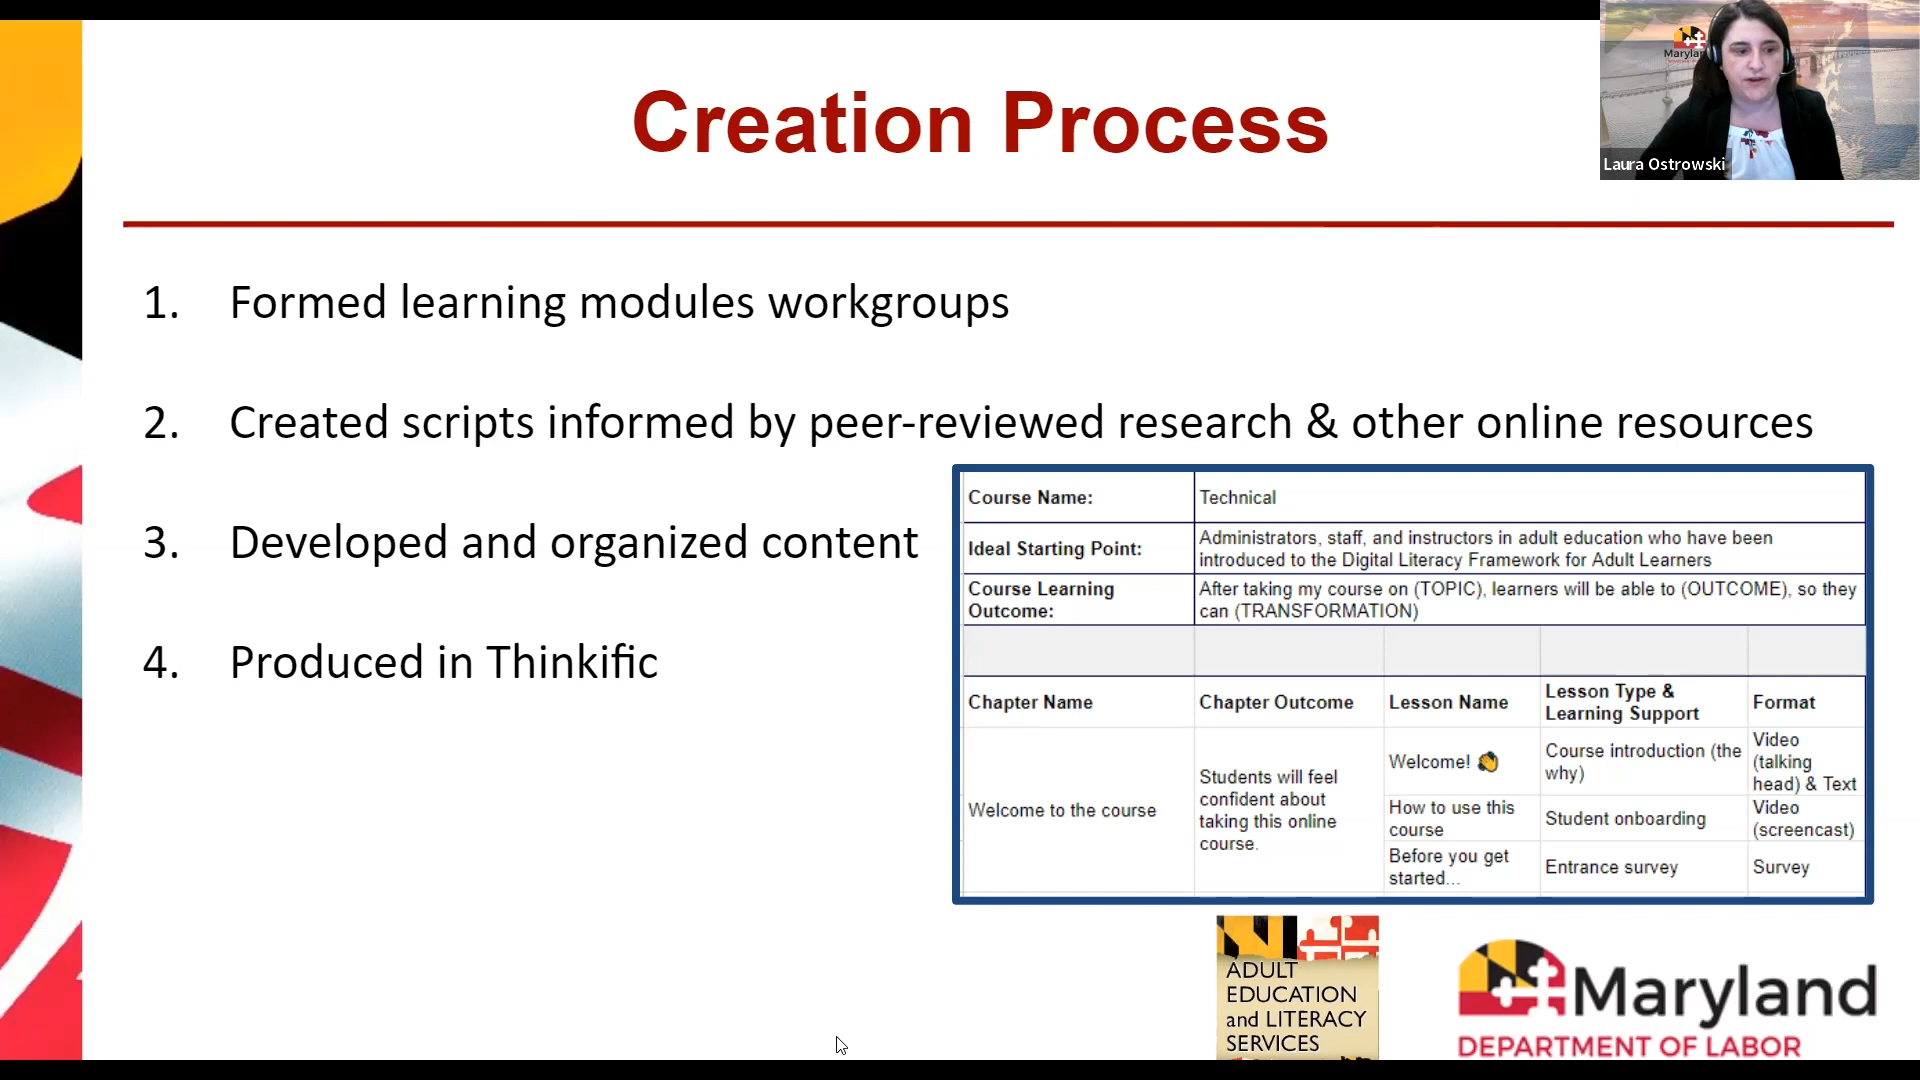 Creation Process
Maryland
Laura Ostrowski
1. Formed learning modules workgroups
2. Created scripts informed by peer-reviewed research & other online resources
3. Developed and organized content
4. Produced in Thinkific
Course Name: Technical
Ideal Starting Point: Administrators, staff, and instructors in adult education who have been
introduced to the Digital Literacy Framework for Adult Learners
Course Learning
Outcome:
After taking my course on (TOPIC), learners will be able to (OUTCOME), so they
can (TRANSFORMATION)
Chapter Name
Chapter Outcome
Lesson Name
Lesson Type &
Learning Support
Format
Welcome to the course
Students will feel
confident about
taking this online
course.
Welcome! 👏
Course introduction (the
why)
Video
(talking
head) & Text
How to use this
course
Student onboarding
Video
(screencast)
Before you get
started...
Entrance survey
Survey
ADULT
EDUCATION
and LITERACY
SERVICES
Maryland
DEPARTMENT OF LABOR